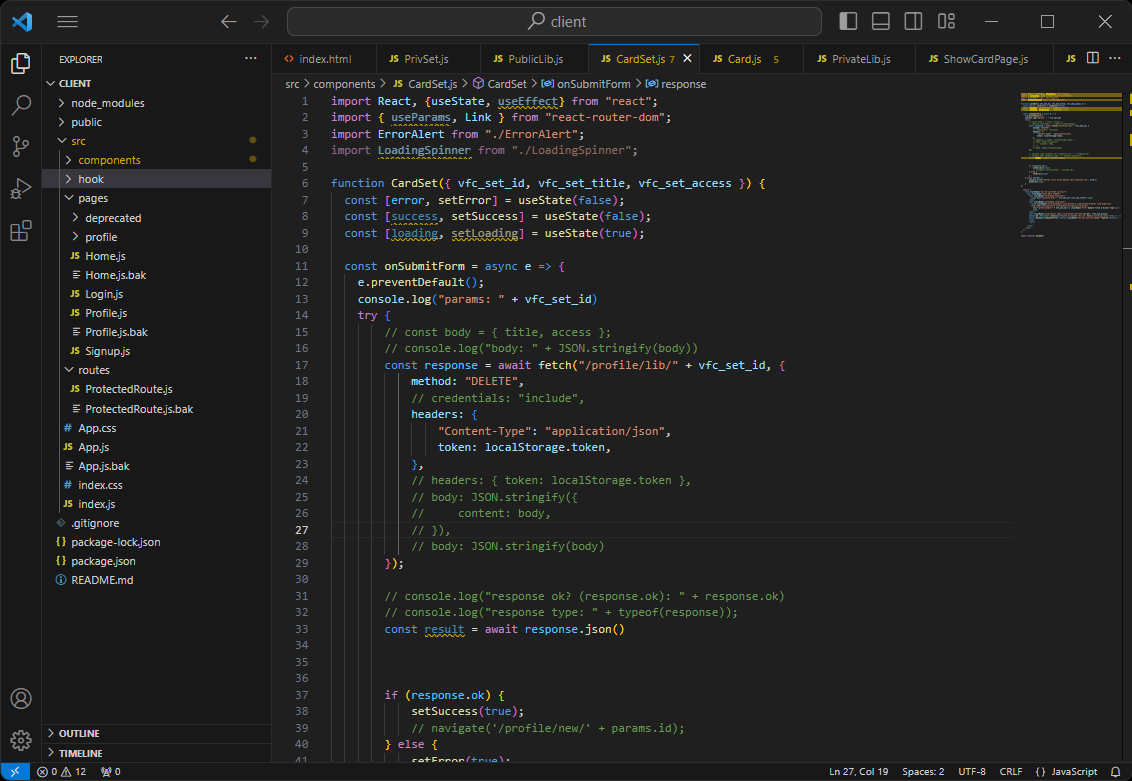 client
EXPLORER
CLIENT
node_modules
public
src
components
hook
pages
deprecated
profile
Home.js
Home.js.bak
Login.js
Profile.js
Profile.js.bak
Signup.js
routes
ProtectedRoute.js
ProtectedRoute.js.bak
App.css
App.js
App.js.bak
index.css
index.js
.gitignore
package-lock.json
package.json
README.md
OUTLINE
TIMELINE
<> index.html JS PrivSet.js JS PublicLib.js JS CardSet.js 7 JS Card.js 5 JS PrivateLib.js JS ShowCardPage.js JS
src > components > JS CardSet.js > CardSet > onSubmitForm > response
1 import React, {useState, useEffect} from "react";
2 import { useParams, Link } from "react-router-dom";
3 import ErrorAlert from "./ErrorAlert";
4 import LoadingSpinner from "./LoadingSpinner";
5
6 function CardSet({ vfc_set_id, vfc_set_title, vfc_set_access }) {
7 const [error, setError] = useState(false);
8 const [success, setSuccess] = useState(false);
9 const [loading, setLoading] = useState(true);
10
11 const onSubmitForm = async e => {
12 e.preventDefault();
13 console.log("params: " + vfc_set_id)
14 try {
15 // const body = { title, access };
16 // console.log("body: " + JSON.stringify(body))
17 const response = await fetch("/profile/lib/" + vfc_set_id, {
18 method: "DELETE",
19 // credentials: "include",
20 headers: {
21 "Content-Type": "application/json",
22 token: localStorage.token,
23 },
24 // headers: { token: localStorage.token },
25 // body: JSON.stringify({
26 //     content: body,
27 // }),
28 // body: JSON.stringify(body)
29 });
30
31 // console.log("response ok? (response.ok): " + response.ok)
32 // console.log("response type: " + typeof(response));
33 const result = await response.json()
34
35
36
37 if (response.ok) {
38 setSuccess(true);
39 // navigate('/profile/new/' + params.id);
40 } else {
41 setError(true);
0 12 0 Ln 27, Col 19 Spaces: 2 UTF-8 CRLF {} JavaScript